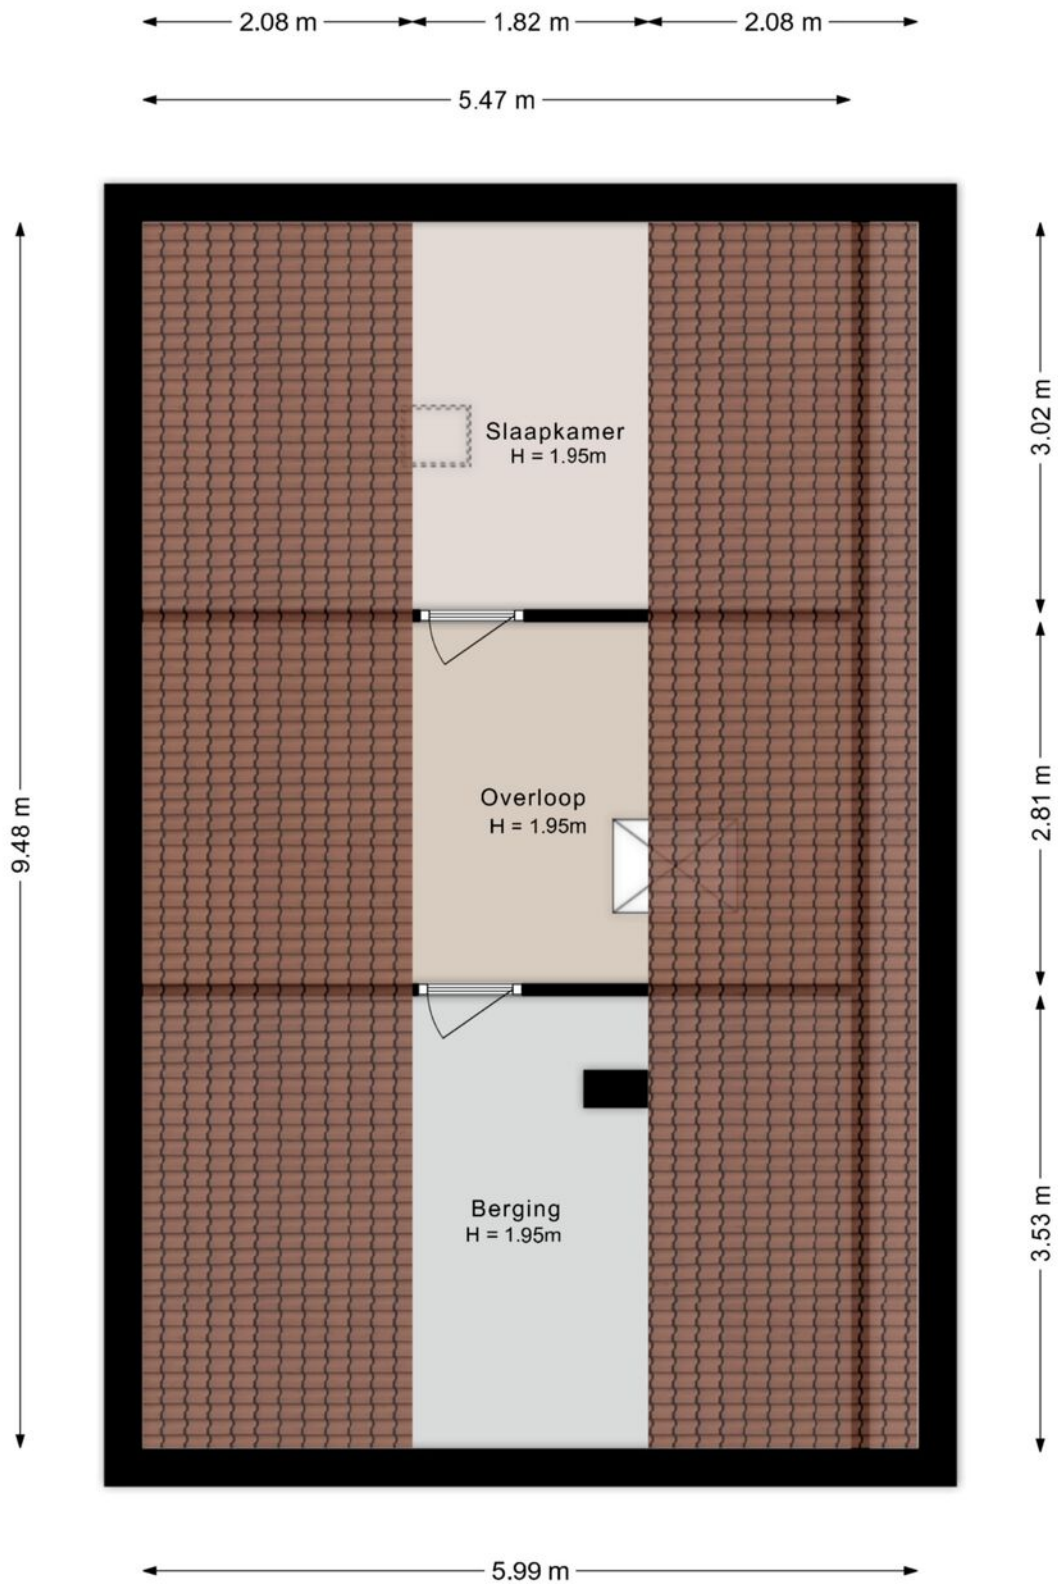 2.08 m 1.82 m 2.08 m
5.47 m
3.02 m
Slaapkamer
H = 1.95m
9.48 m
2.81 m
Overloop
H = 1.95m
3.53 m
Berging
H = 1.95m
5.99 m